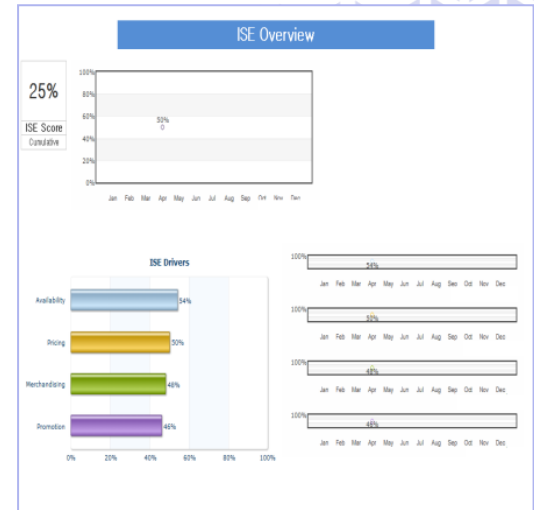 ISE Overview
25%
ISE Score
Cumulative
100%
80%
60%
40%
20%
0%
50%
Jan Feb Mar Apr May Jun Jul Aug Sep Oct Nov Dec
ISE Drivers
Availability 54%
Pricing 50%
Merchandising 48%
Promotion 46%
0% 20% 40% 60% 80% 100%
100%
54%
Jan Feb Mar Apr May Jun Jul Aug Sep Oct Nov Dec
100%
50%
Jan Feb Mar Apr May Jun Jul Aug Sep Oct Nov Dec
100%
48%
Jan Feb Mar Apr May Jun Jul Aug Sep Oct Nov Dec
100%
46%
Jan Feb Mar Apr May Jun Jul Aug Sep Oct Nov Dec